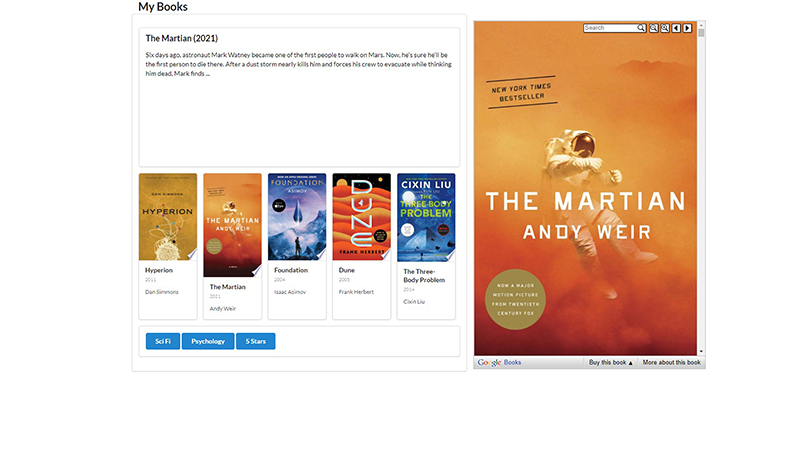 My Books
The Martian (2021)
Six days ago, astronaut Mark Watney became one of the first people to walk on Mars. Now, he's sure he'll be
the first person to die there. After a dust storm nearly kills him and forces his crew to evacuate while thinking
him dead, Mark finds ...
DAN SIMMONS
HYPERION
THE MARTIAN
ANDY WEIR
FOUNDATION
ASIMOV
DUNE
FRANK HERBERT
CIXIN LIU
THE
THREE-BODY
PROBLEM
Hyperion
2011
Dan Simmons
The Martian
2021
Andy Weir
Foundation
2004
Isaac Asimov
Dune
2005
Frank Herbert
The Three-
Body Problem
2014
Cixin Liu
Sci Fi
Psychology
5 Stars
Search
NEW YORK TIMES
BESTSELLER
THE MARTIAN
ANDY WEIR
NOW A MAJOR
MOTION PICTURE
FROM TWENTIETH
CENTURY FOX
Google Books
Buy this book ▲
More about this book